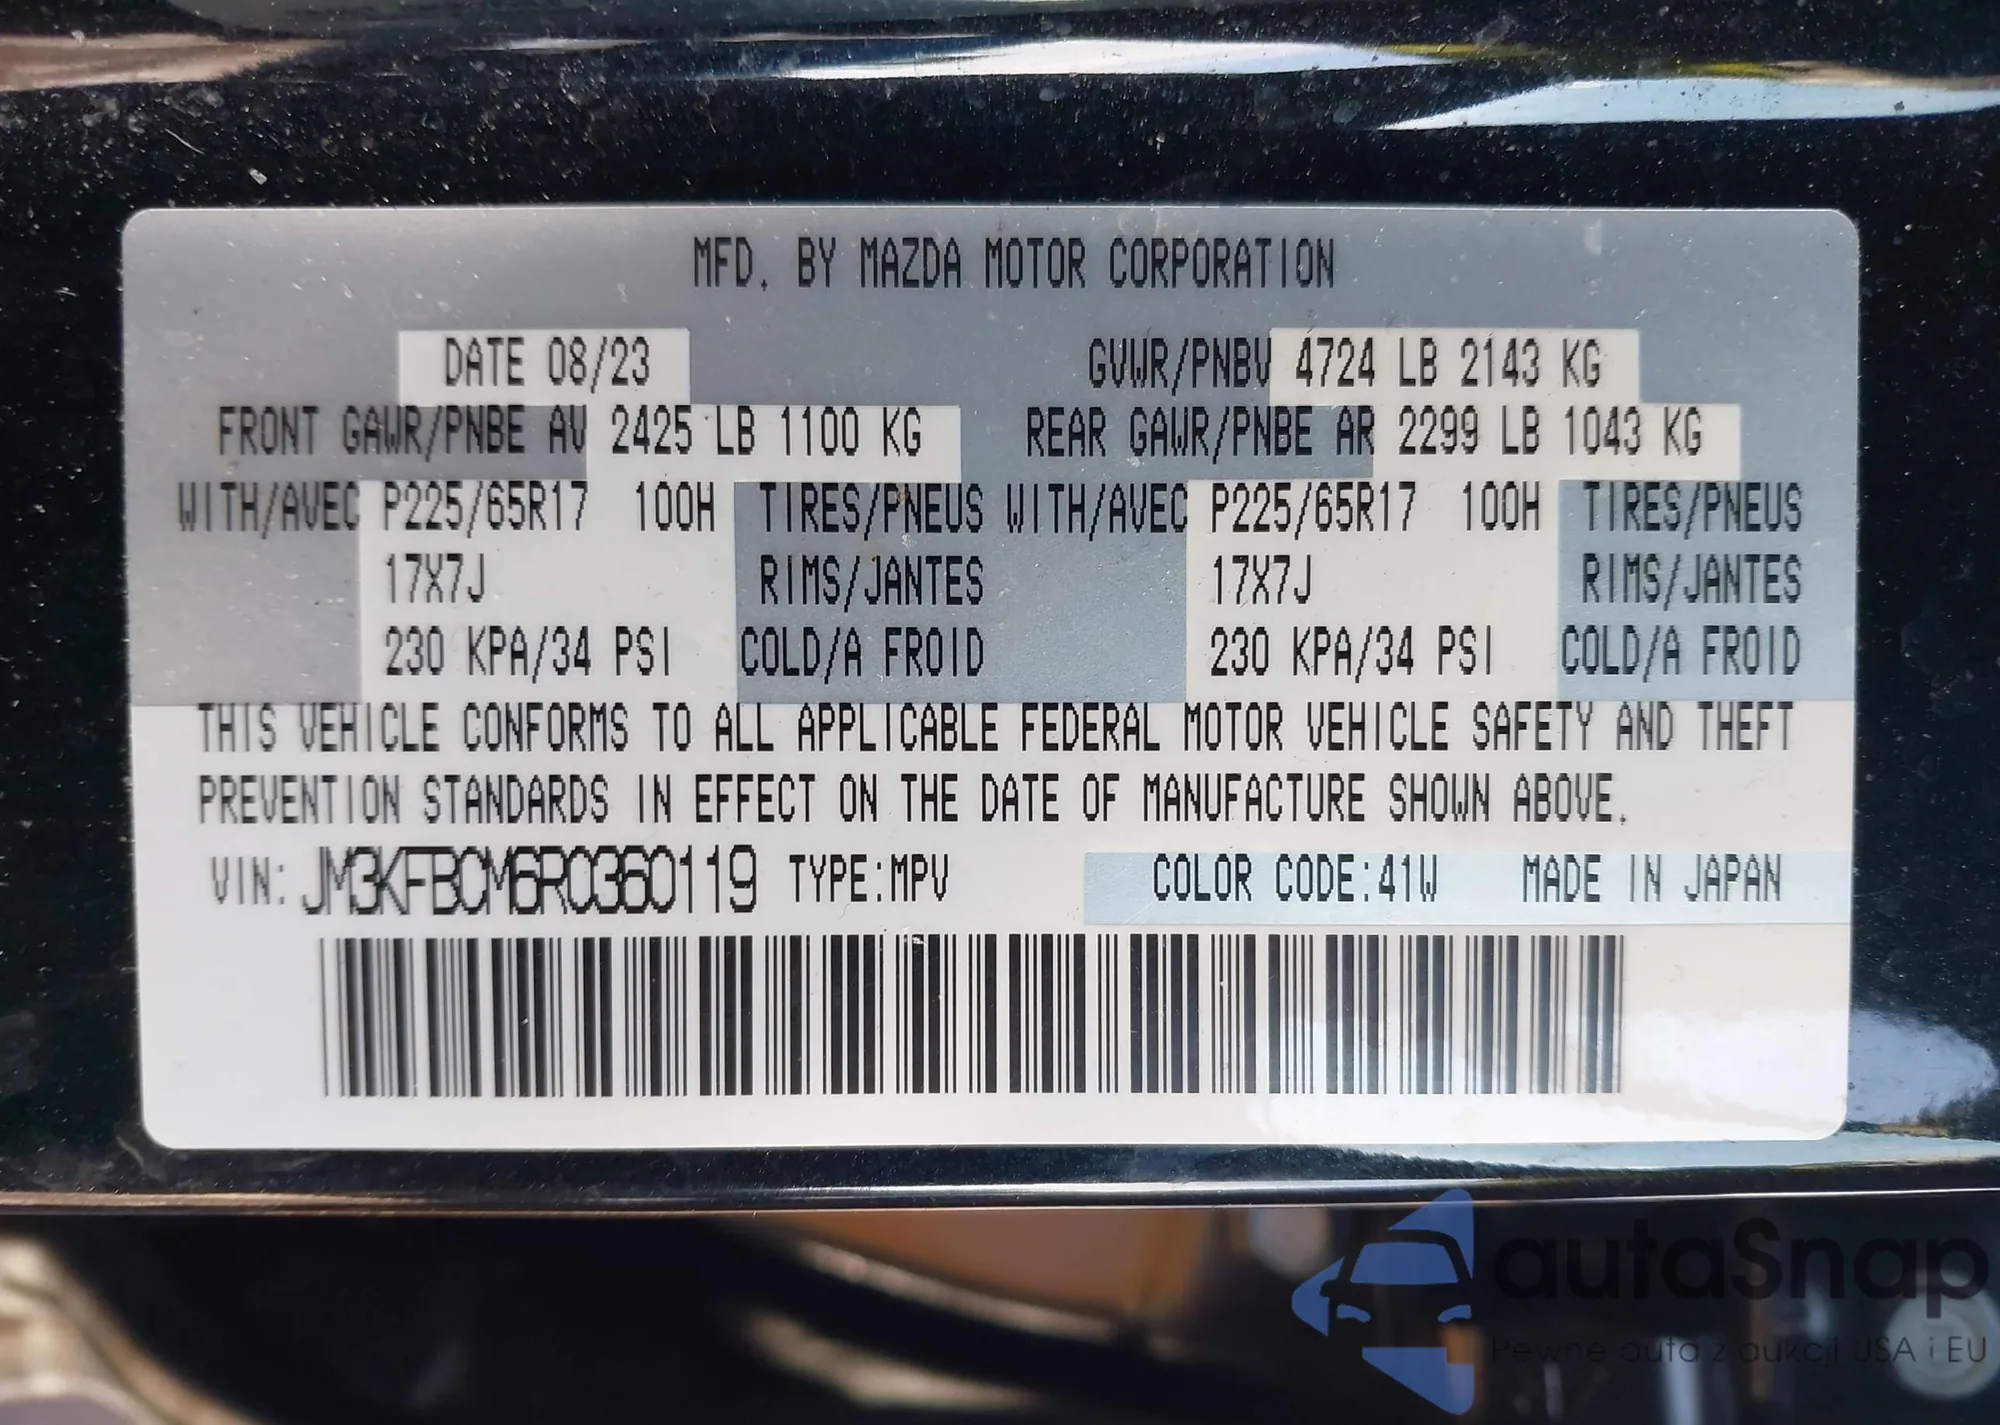 MFD. BY MAZDA MOTOR CORPORATION
DATE 08/23 GVWR/PNBV 4724 LB 2143 KG
FRONT GAWR/PNBE AV 2425 LB 1100 KG REAR GAWR/PNBE AR 2299 LB 1043 KG
WITH/AVEC P225/65R17 100H TIRES/PNEUS WITH/AVEC P225/65R17 100H TIRES/PNEUS
17X7J RIMS/JANTES 17X7J RIMS/JANTES
230 KPA/34 PSI COLD/A FROID 230 KPA/34 PSI COLD/A FROID
THIS VEHICLE CONFORMS TO ALL APPLICABLE FEDERAL MOTOR VEHICLE SAFETY AND THEFT
PREVENTION STANDARDS IN EFFECT ON THE DATE OF MANUFACTURE SHOWN ABOVE.
VIN: JM3KFBCM6R0360119 TYPE:MPV COLOR CODE:41W MADE IN JAPAN
autaSnap
Pewne auta z aukcji USA i EU